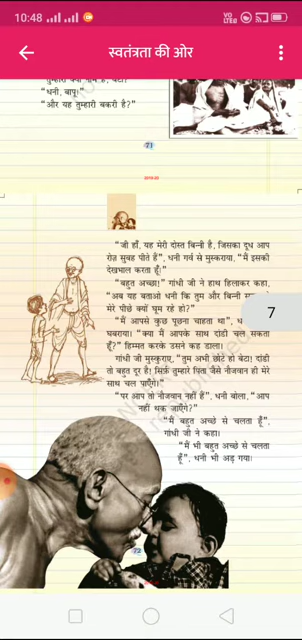 10:48
स्वतंत्रता की ओर
तुम्हारा क्या नाम है, बेटा?"
"धनी, बापू।"
"और यह तुम्हारी बकरी है?"
71
"जी हाँ, यह मेरी दोस्त बिन्नी है, जिसका दूध आप
रोज़ सुबह पीते हैं", धनी गर्व से मुस्कराया, "मैं इसकी
देखभाल करता हूँ।"
"बहुत अच्छा!" गांधी जी ने हाथ हिलाकर कहा,
"अब यह बताओ धनी कि तुम और बिन्नी
मेरे पीछे क्यों घूम रहे हो?"
7
"मैं आपसे कुछ पूछना चाहता था",
घबराया। "क्या मैं आपके साथ दांडी चल सकता
हूँ?" हिम्मत करके उसने कह डाला।
गांधी जी मुस्कुराए, "तुम अभी छोटे हो बेटा! दांडी
तो बहुत दूर है! सिर्फ़ तुम्हारे पिता जैसे नौजवान ही मेरे
साथ चल पाएँगे।"
"पर आप तो नौजवान नहीं हैं", धनी बोला, "आप
नहीं थक जाएँगे?"
"मैं बहुत अच्छे से चलता हूँ",
गांधी जी ने कहा।
"मैं भी बहुत अच्छे से चलता
हूँ", धनी भी अड़ गया।
72